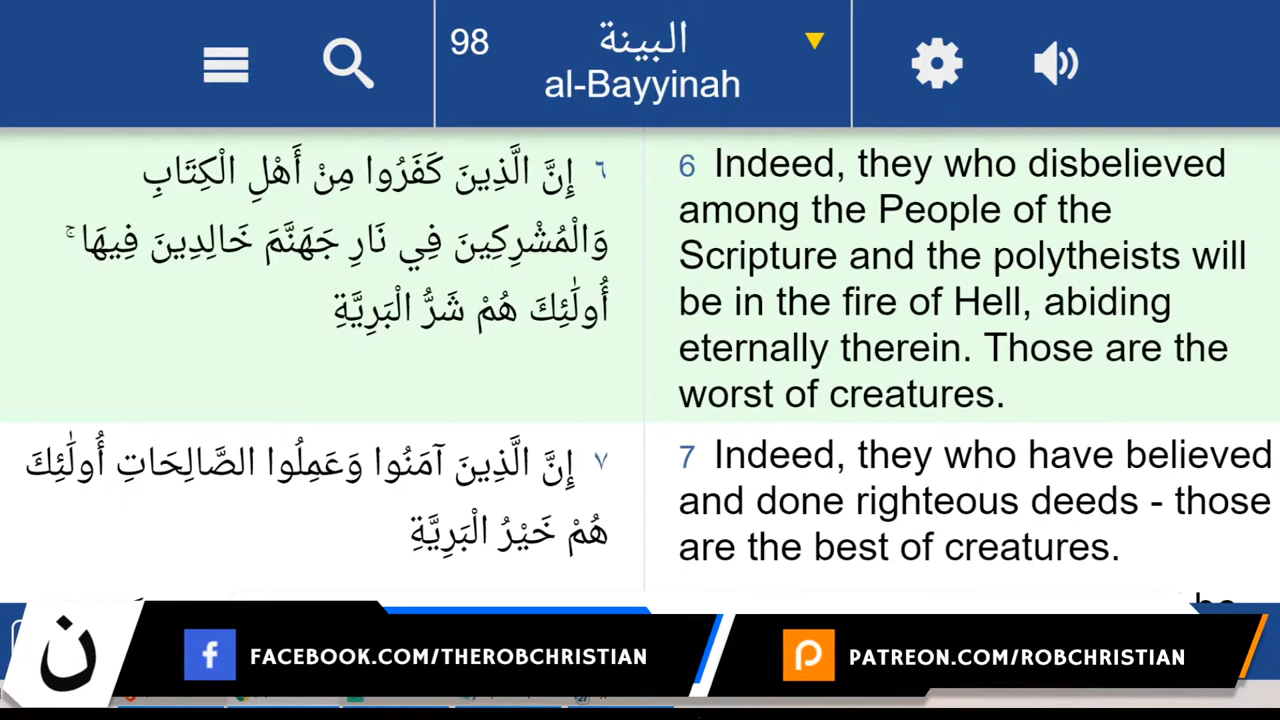 98
البينة
al-Bayyinah
٦ إِنَّ الَّذِينَ كَفَرُوا مِنْ أَهْلِ الْكِتَابِ
وَالْمُشْرِكِينَ فِي نَارِ جَهَنَّمَ خَالِدِينَ فِيهَا ۚ
أُولَٰئِكَ هُمْ شَرُّ الْبَرِيَّةِ
6 Indeed, they who disbelieved
among the People of the
Scripture and the polytheists will
be in the fire of Hell, abiding
eternally therein. Those are the
worst of creatures.
٧ إِنَّ الَّذِينَ آمَنُوا وَعَمِلُوا الصَّالِحَاتِ أُولَٰئِكَ
هُمْ خَيْرُ الْبَرِيَّةِ
7 Indeed, they who have believed
and done righteous deeds - those
are the best of creatures.
ن
f FACEBOOK.COM/THEROBCHRISTIAN
PATREON.COM/ROBCHRISTIAN